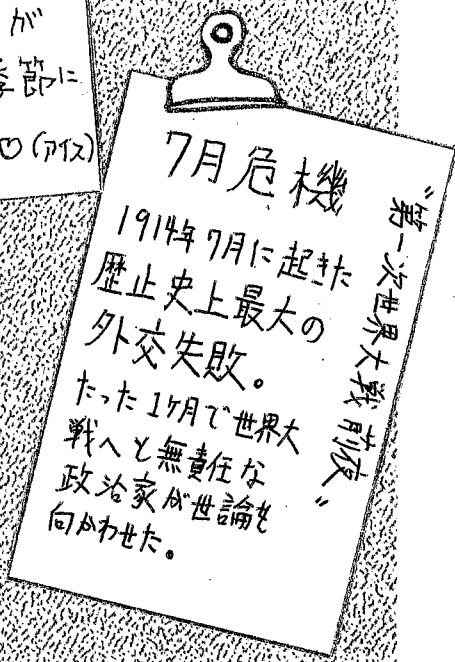 が
季節に
♡(アイス)
7月危機
"第一次世界大戦前夜"
1914年7月に起きた
歴史上最大の
外交失敗。
たった1ヶ月で世界大
戦へと無責任な
政治家が世論を
向かわせた。